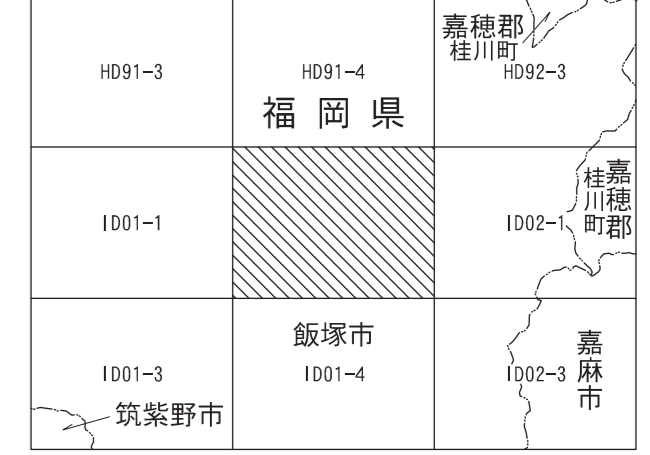 嘉穂郡
桂川町
HD91-3
HD91-4
HD92-3
福岡県
ID01-1
ID02-1
嘉穂郡
桂川町
飯塚市
ID01-3
ID01-4
ID02-3
嘉麻市
筑紫野市